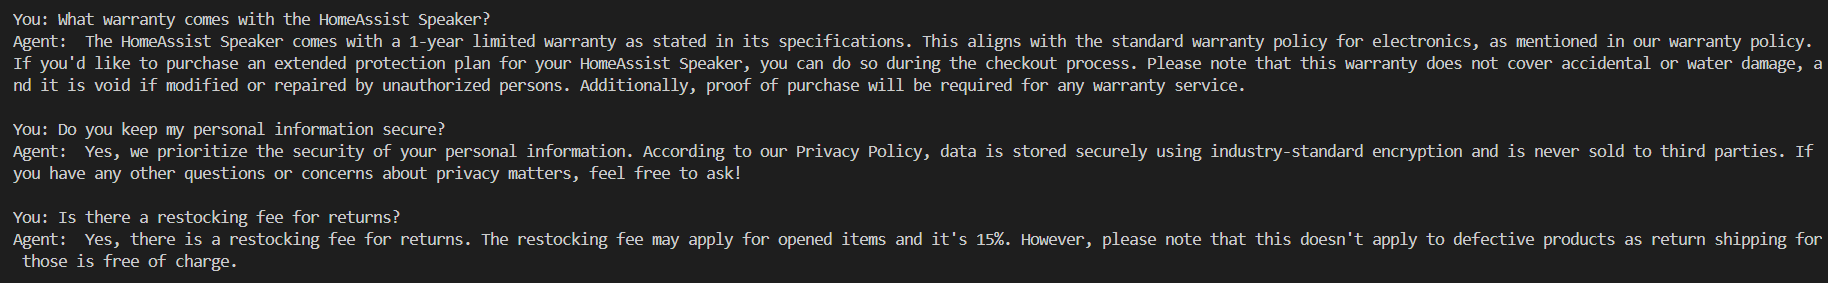 You: What warranty comes with the HomeAssist Speaker?
Agent:  The HomeAssist Speaker comes with a 1-year limited warranty as stated in its specifications. This aligns with the standard warranty policy for electronics, as mentioned in our warranty policy.
If you'd like to purchase an extended protection plan for your HomeAssist Speaker, you can do so during the checkout process. Please note that this warranty does not cover accidental or water damage, a
nd it is void if modified or repaired by unauthorized persons. Additionally, proof of purchase will be required for any warranty service.
You: Do you keep my personal information secure?
Agent:  Yes, we prioritize the security of your personal information. According to our Privacy Policy, data is stored securely using industry-standard encryption and is never sold to third parties. If
you have any other questions or concerns about privacy matters, feel free to ask!
You: Is there a restocking fee for returns?
Agent:  Yes, there is a restocking fee for returns. The restocking fee may apply for opened items and it's 15%. However, please note that this doesn't apply to defective products as return shipping for
those is free of charge.